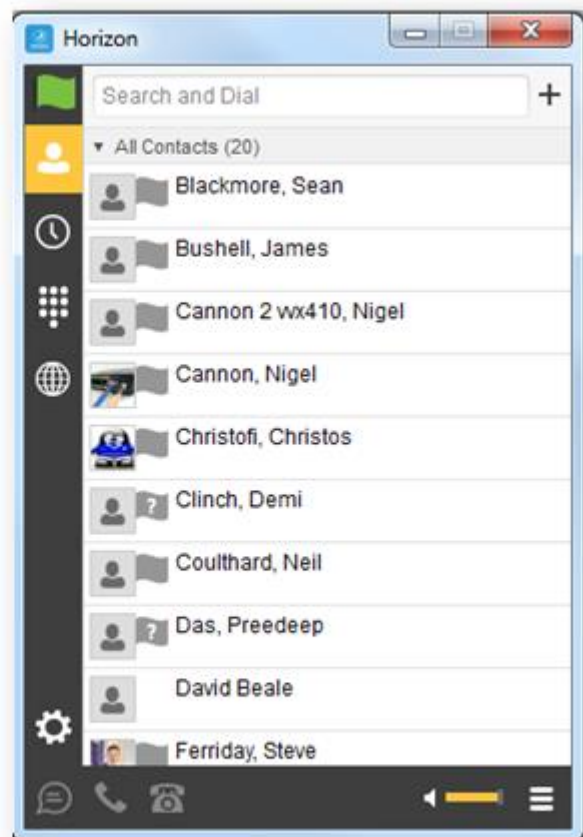 Horizon
Search and Dial
All Contacts (20)
Blackmore, Sean
Bushell, James
Cannon 2 wx410, Nigel
Cannon, Nigel
Christofi, Christos
? Clinch, Demi
Coulthard, Neil
? Das, Preedeep
David Beale
Ferriday, Steve